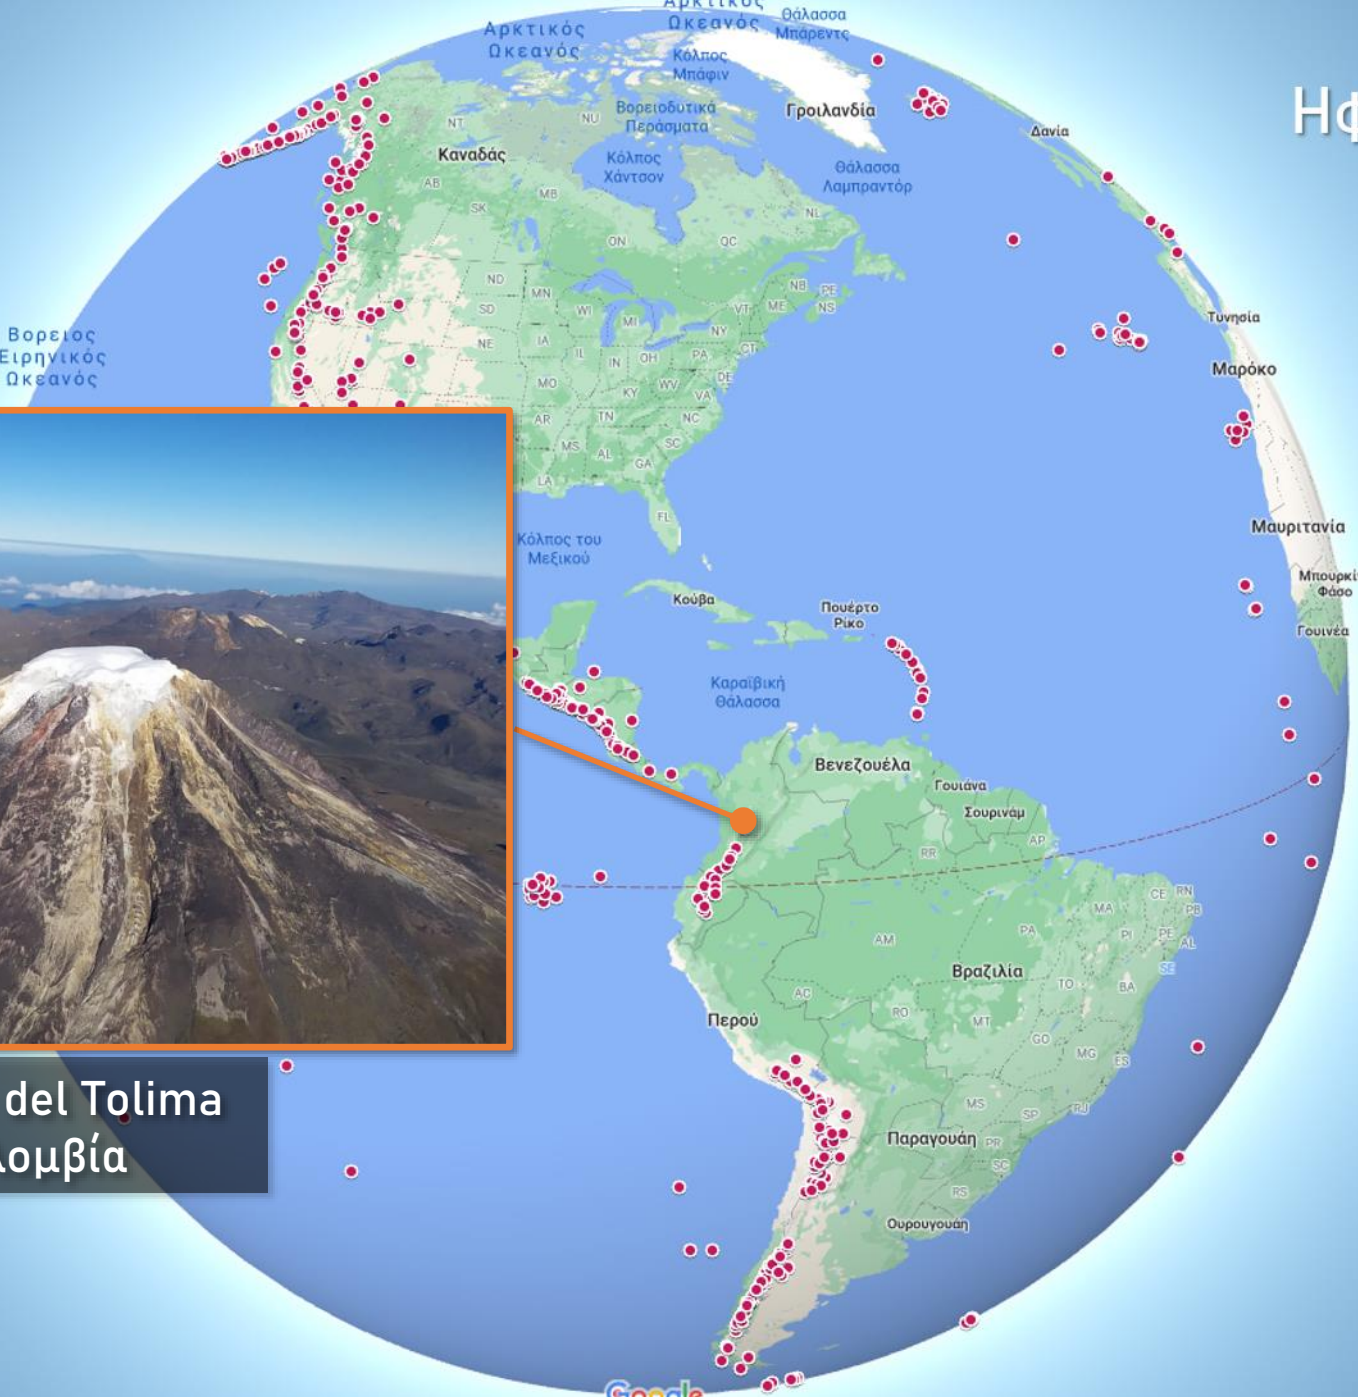 Αρκτικός
Ωκεανός
Αρκτικός
Ωκεανός
Θάλασσα
Μπάρεντς
Κόλπος
Μπάφιν
Ηφ
Βορειοδυτικά
Περάσματα
Γροιλανδία
NT
NU
Δανία
Καναδάς
Κόλπος
Χάντσον
Θάλασσα
Λαμπραντόρ
AB
MB
SK
NL
ON
QC
ND
MN
NB
PE
SD
WI
VT
ME
NS
MI
Τυνησία
Βορειος
Ειρηνικός
Ωκεανός
NE
IA
NY
IL
IN
OH
PA
CT
Μαρόκο
MO
KY
WV
DE
VA
AR
TN
NC
MS
AL
SC
GA
LA
FL
Μαυριτανία
Κόλπος του
Μεξικού
Μπουρκί
Φάσο
Κούβα
Πουέρτο
Ρίκο
Γουινέα
Καραϊβική
Θάλασσα
Βενεζουέλα
Γουιάνα
Σουρινάμ
RR
AP
CE
RN
MA
PB
PA
PI
PE
AL
AM
Βραζιλία
SE
TO
BA
AC
RO
MT
Περού
GO
MG
ES
del Tolima
λομβία
MS
SP
RJ
Παραγουάη
PR
SC
RS
Ουρουγουάη
Google